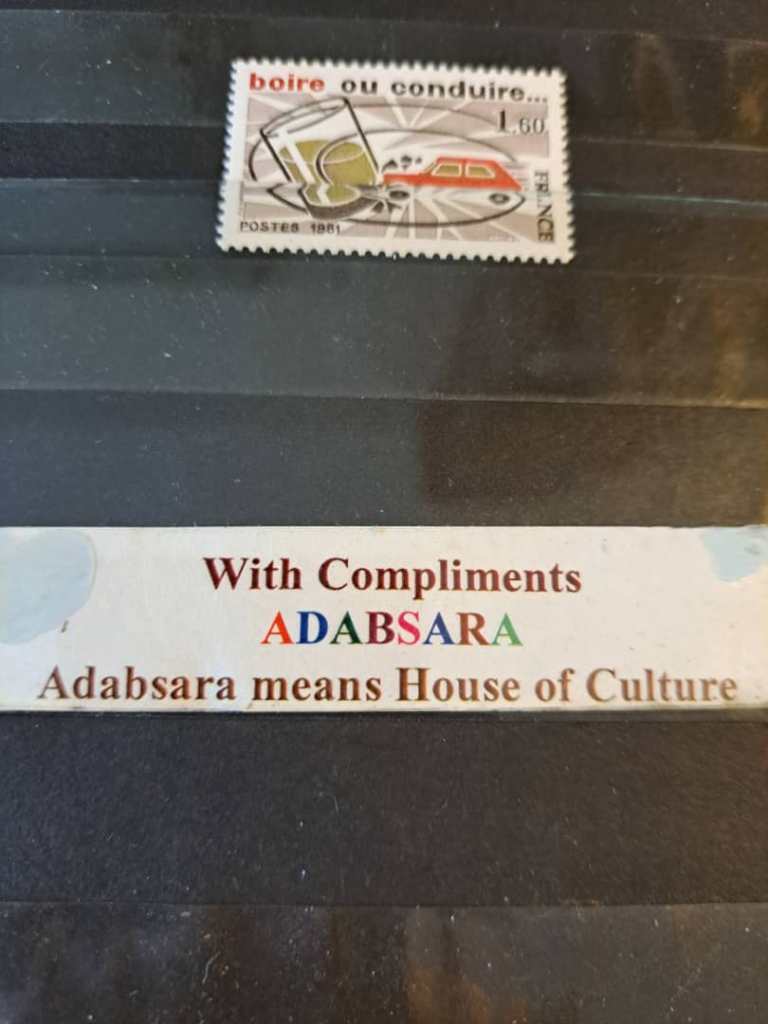 boire ou conduire...
1,60
FRANCE
POSTES 1981
With Compliments
ADABSARA
Adabsara means House of Culture